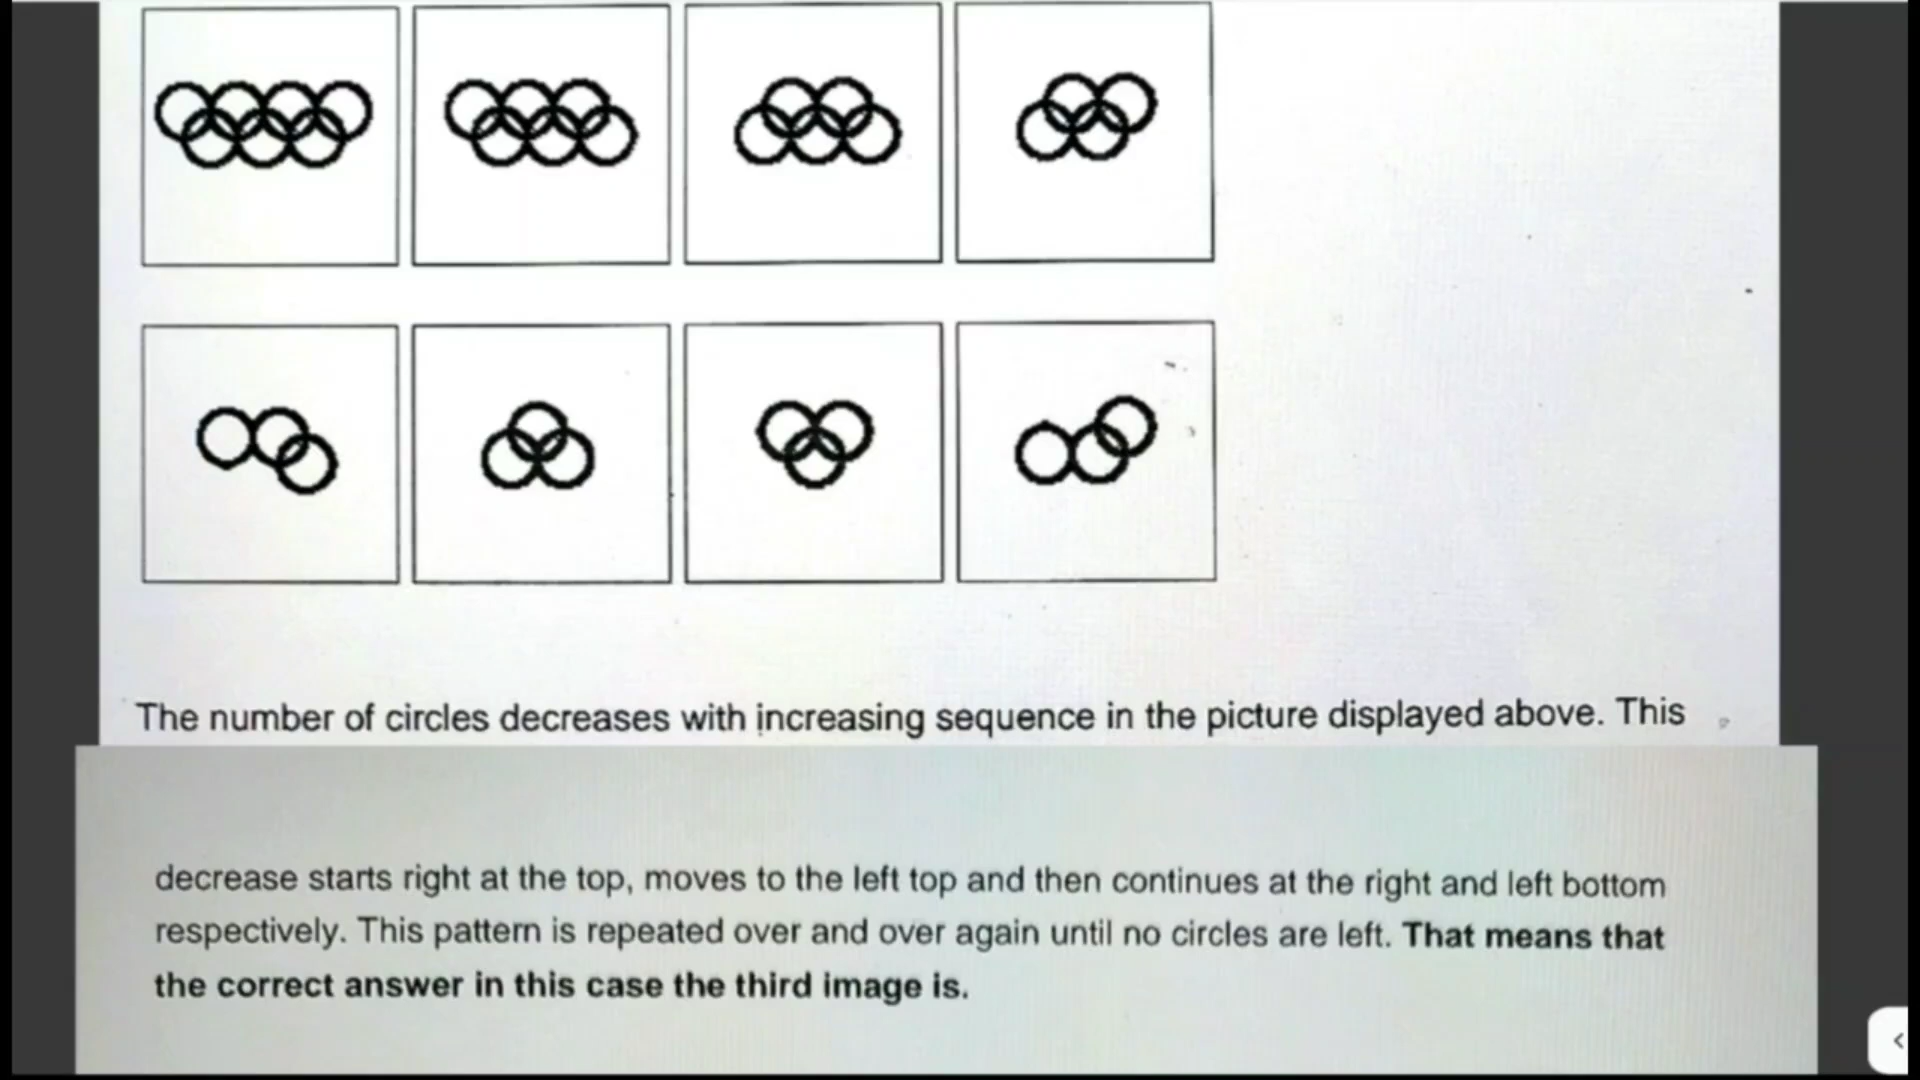 The number of circles decreases with increasing sequence in the picture displayed above. This
decrease starts right at the top, moves to the left top and then continues at the right and left bottom
respectively. This pattern is repeated over and over again until no circles are left. That means that
the correct answer in this case the third image is.